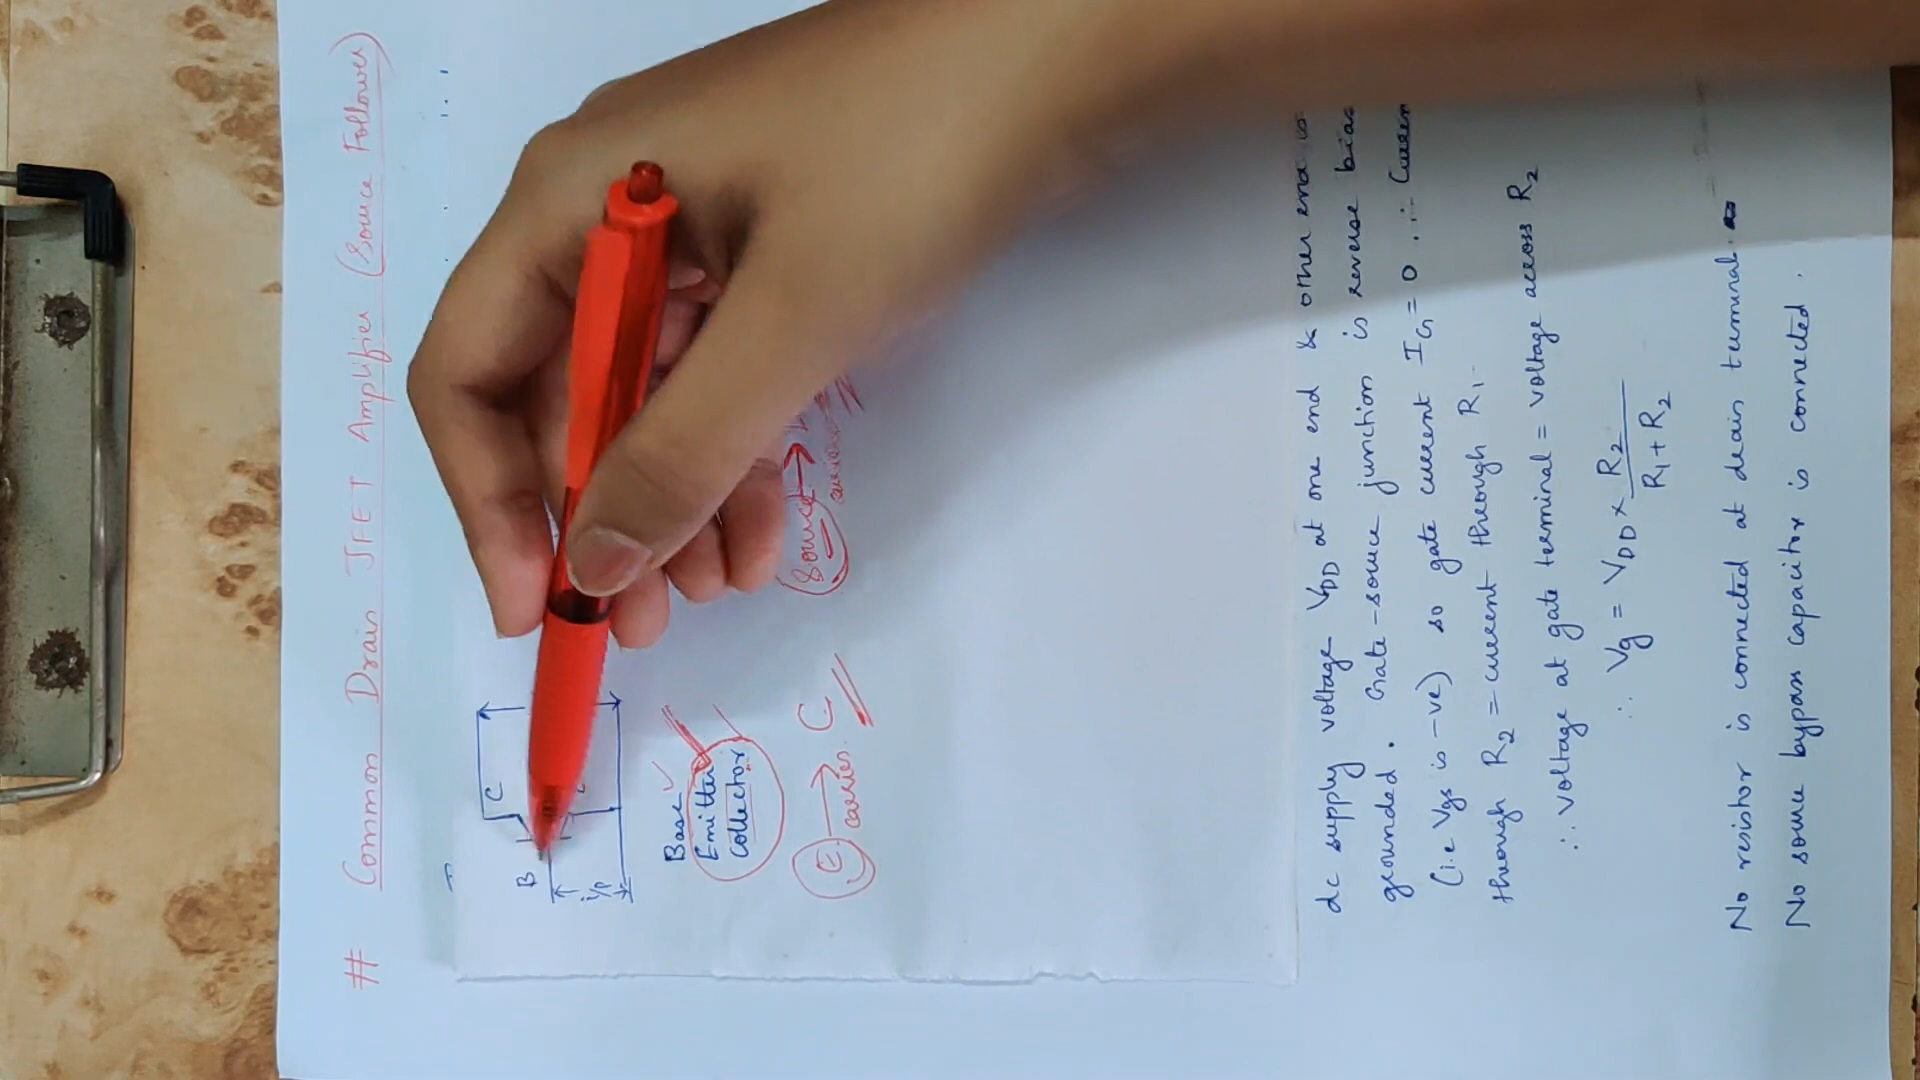 # Common Drain JFET Amplifier (Source Follower)
B
C
i/p
Base
Emitter
Collector
E → C
carries
(Source →
dc supply voltage VDD at one end & other end is
grounded. Gate-source junction is reverse bias
(i.e Vgs is -ve) so gate current IG = 0 ∴ Curren
through R2 = current through R1.
∴ voltage at gate terminal = voltage across R2
∴ Vg = VDD × R2 / R1 + R2
No resistor is connected at drain terminal.
No source bypass capacitor is connected.